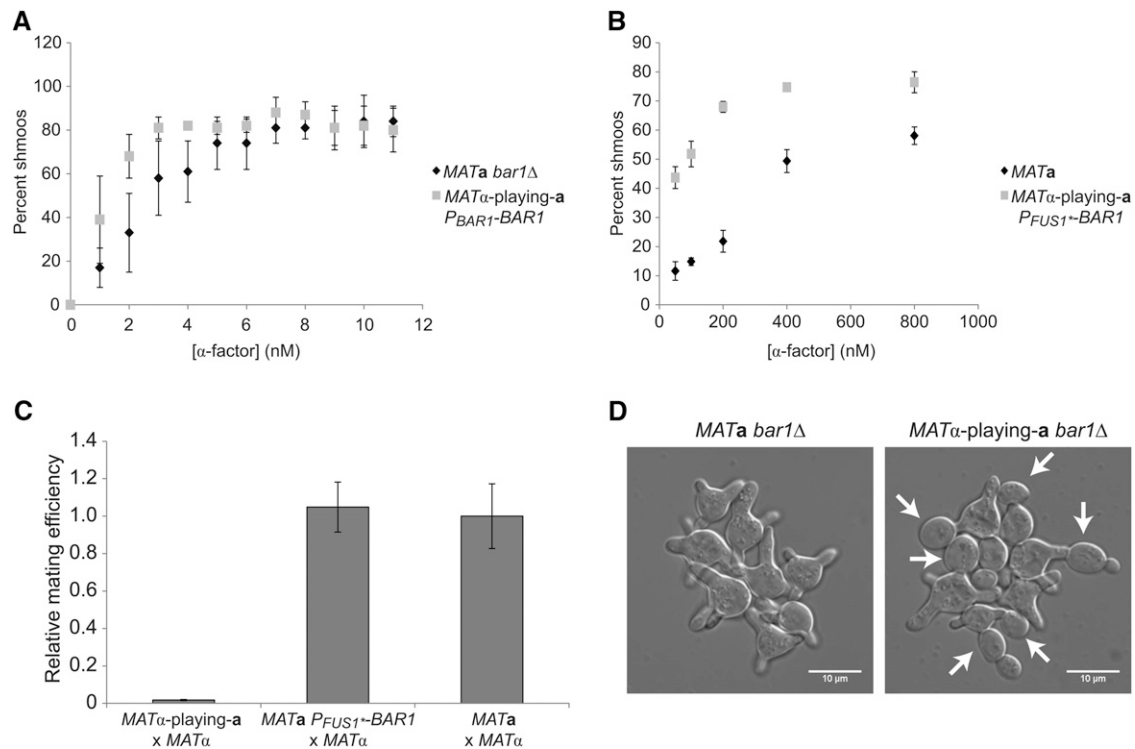 A
Percent shmoos
120
100
80
60
40
20
0
0 2 4 6 8 10 12
[α-factor] (nM)
MATa bar1Δ
MATα-playing-a
PBAR1-BAR1
B
Percent shmoos
90
80
70
60
50
40
30
20
10
0
0 200 400 600 800 1000
[α-factor] (nM)
MATa
MATα-playing-a
PFUS1*-BAR1
C
Relative mating efficiency
1.4
1.2
1.0
0.8
0.6
0.4
0.2
0
MATα-playing-a
x MATα
MATa PFUS1*-BAR1
x MATα
MATa
x MATα
D
MATa bar1Δ
MATα-playing-a bar1Δ
10 µm
10 µm